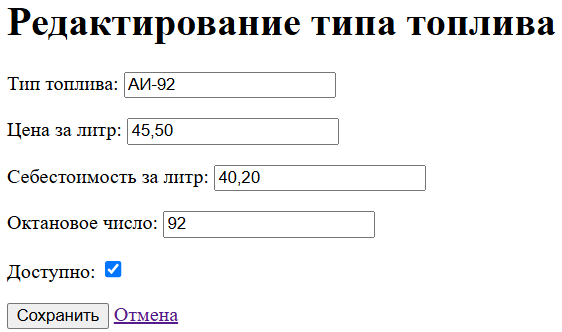 Редактирование типа топлива
Тип топлива: АИ-92
Цена за литр: 45,50
Себестоимость за литр: 40,20
Октановое число: 92
Доступно:
Сохранить Отмена